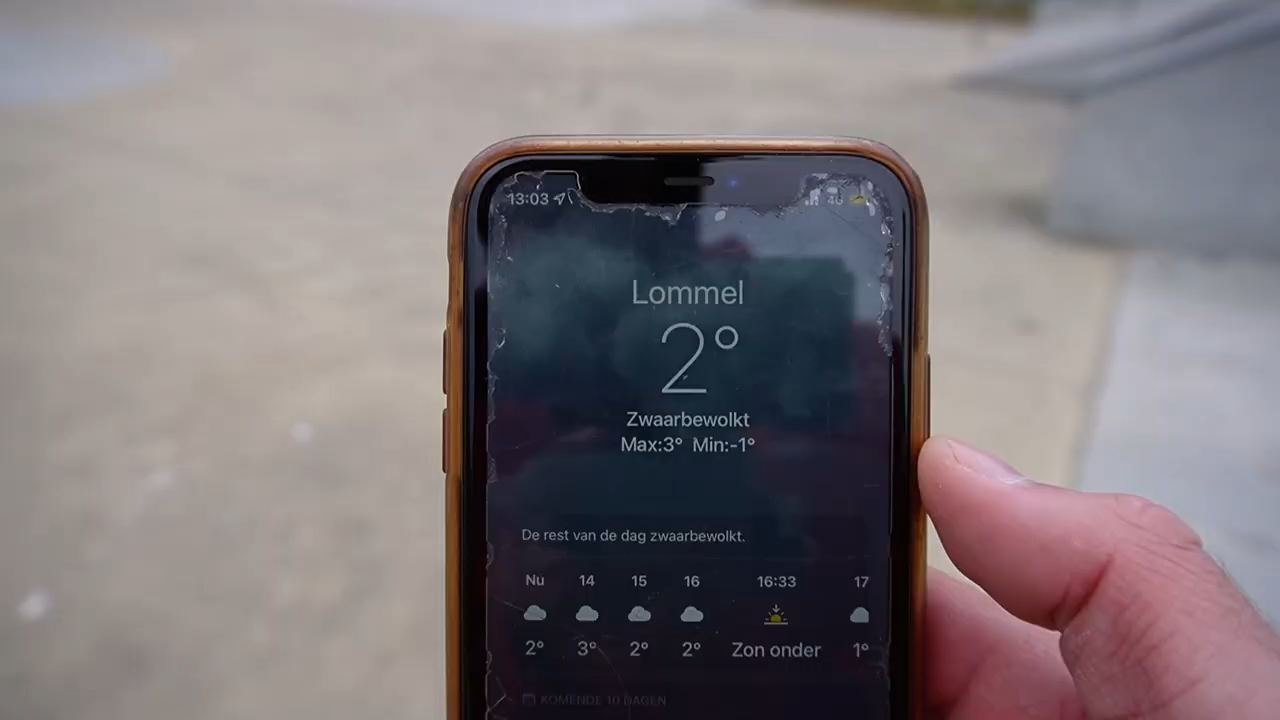 13:03 4G
Lommel
2°
Zwaarbewolkt
Max:3° Min:-1°
De rest van de dag zwaarbewolkt.
Nu 14 15 16 16:33 17
2° 3° 2° 2° Zon onder 1°
KOMENDE 10 DAGEN